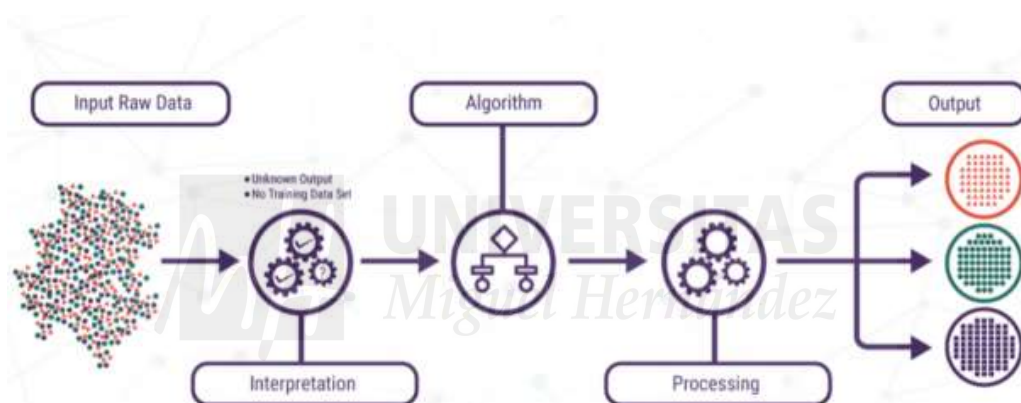 Input Raw Data
Algorithm
Output
• Unknown Output
• No Training Data Set
UNIVERSITAS
Miguel Hernández
Interpretation
Processing